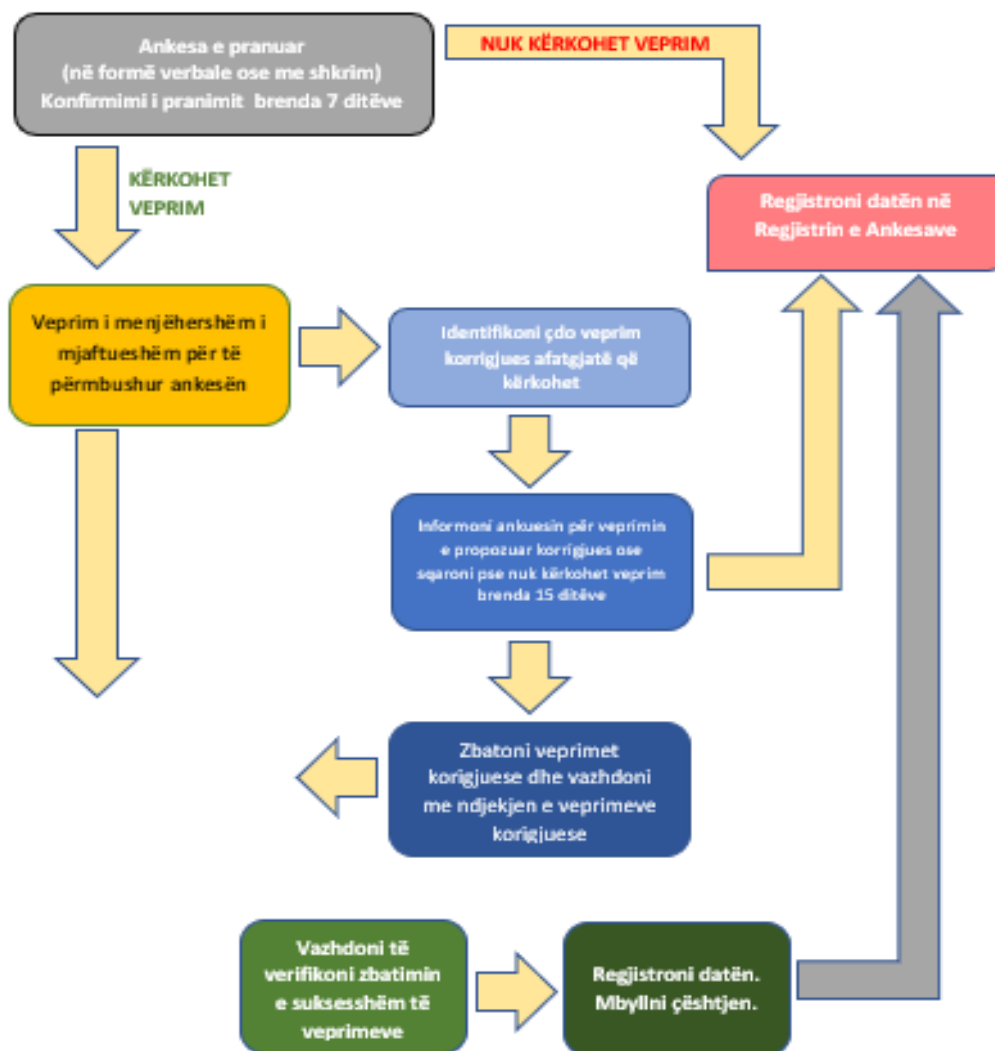 Ankesa e pranuar
(në formë verbale ose me shkrim)
Konfirmimi i pranimit brenda 7 ditëve
NUK KËRKOHET VEPRIM
KËRKOHET
VEPRIM
Regjistroni datën në
Regjistrin e Ankesave
Veprim i menjëhershëm i
mjaftueshëm për të
përmbushur ankesën
Identifikoni çdo veprim
korrigjues afatgjatë që
kërkohet
Informoni ankuesin për veprimin
e propozuar korrigjues ose
sqaroni pse nuk kërkohet veprim
brenda 15 ditëve
Zbatoni veprimet
korigjuese dhe vazhdoni
me ndjekjen e veprimeve
korigjuese
Vazhdoni të
verifikoni zbatimin
e suksesshëm të
veprimeve
Regjistroni datën.
Mbyllni çështjen.